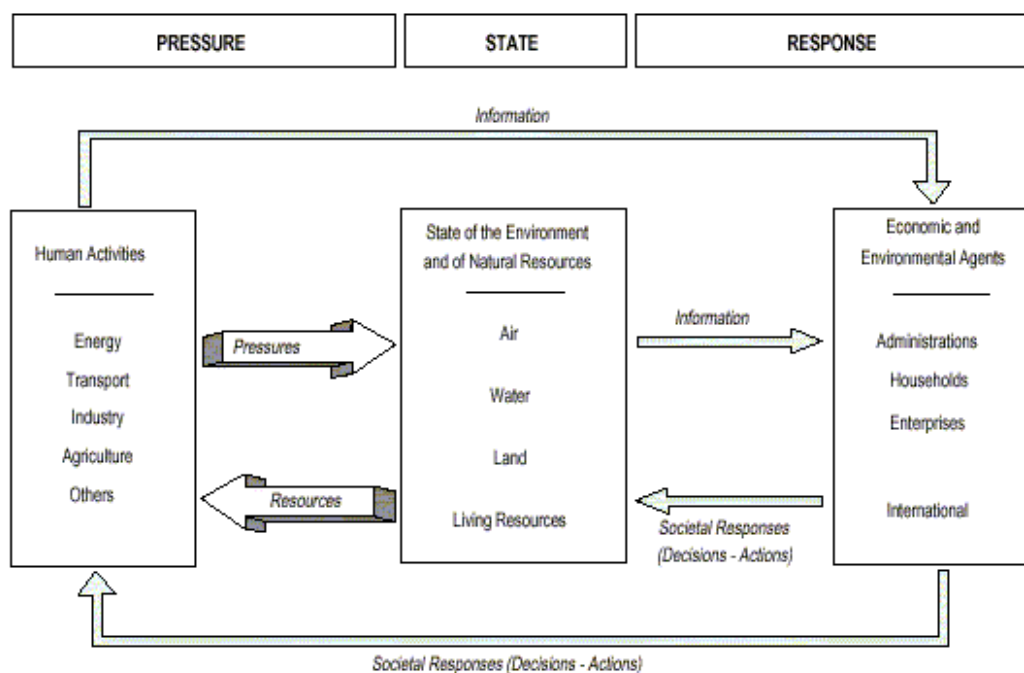 PRESSURE
STATE
RESPONSE
Information
Human Activities
Energy
Transport
Industry
Agriculture
Others
Pressures
Resources
State of the Environment
and of Natural Resources
Air
Water
Land
Living Resources
Information
Societal Responses
(Decisions - Actions)
Economic and
Environmental Agents
Administrations
Households
Enterprises
International
Societal Responses (Decisions - Actions)